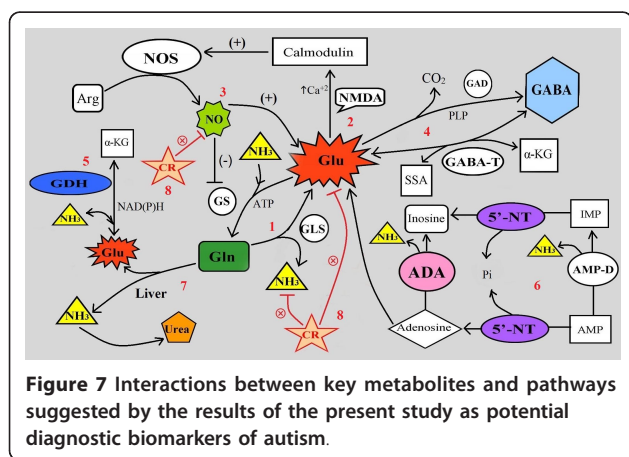 NOS
(+)
Calmodulin
CO2
GAD
GABA
Arg
3
NO
(+)
↑Ca+2
NMDA
2
PLP
4
α-KG
5
GDH
NAD(P)H
NH3
Glu
CR
8
(-)
GS
NH3
ATP
Glu
GABA-T
α-KG
SSA
Gln
1
GLS
NH3
Inosine
5'-NT
IMP
NH3
NH3
ADA
Pi
6
AMP-D
7
Liver
NH3
Urea
CR
8
Adenosine
5'-NT
AMP
Figure 7 Interactions between key metabolites and pathways
suggested by the results of the present study as potential
diagnostic biomarkers of autism.